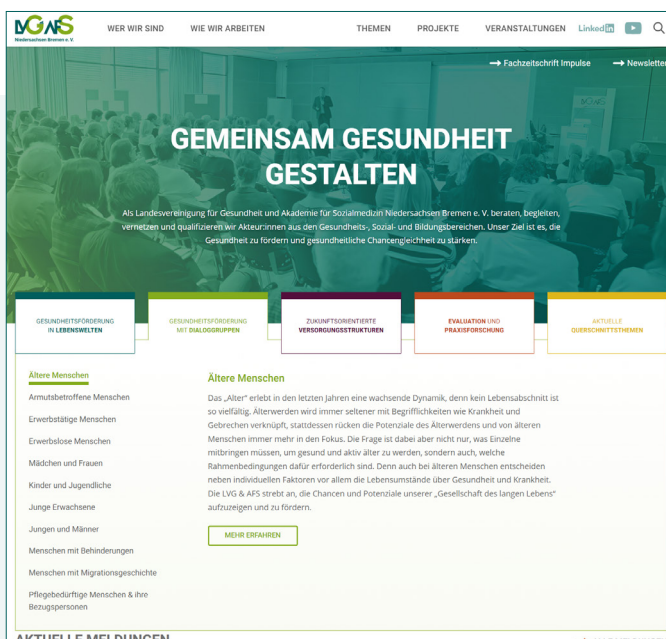 LVG AFS
Niedersachsen Bremen e. V.
WER WIR SIND
WIE WIR ARBEITEN
THEMEN
PROJEKTE
VERANSTALTUNGEN
Linked in
→ Fachzeitschrift Impulse
→ Newsletter
GEMEINSAM GESUNDHEIT
GESTALTEN
Als Landesvereinigung für Gesundheit und Akademie für Sozialmedizin Niedersachsen Bremen e. V. beraten, begleiten,
vernetzen und qualifizieren wir Akteur:innen aus den Gesundheits-, Sozial- und Bildungsbereichen. Unser Ziel ist es, die
Gesundheit zu fördern und gesundheitliche Chancengleichheit zu stärken.
GESUNDHEITSFÖRDERUNG
IN LEBENSWELTEN
GESUNDHEITSFÖRDERUNG
MIT DIALOGGRUPPEN
ZUKUNFTSORIENTIERTE
VERSORGUNGSSTRUKTUREN
EVALUATION UND
PRAXISFORSCHUNG
AKTUELLE
QUERSCHNITTSTHEMEN
Ältere Menschen
Armutsbetroffene Menschen
Erwerbstätige Menschen
Erwerbslose Menschen
Mädchen und Frauen
Kinder und Jugendliche
Junge Erwachsene
Jungen und Männer
Menschen mit Behinderungen
Menschen mit Migrationsgeschichte
Pflegebedürftige Menschen & ihre
Bezugspersonen
Ältere Menschen
Das „Alter“ erlebt in den letzten Jahren eine wachsende Dynamik, denn kein Lebensabschnitt ist
so vielfältig. Älterwerden wird immer seltener mit Begrifflichkeiten wie Krankheit und
Gebrechen verknüpft, stattdessen rücken die Potenziale des Älterwerdens und von älteren
Menschen immer mehr in den Fokus. Die Frage ist dabei aber nicht nur, was Einzelne
mitbringen müssen, um gesund und aktiv älter zu werden, sondern auch, welche
Rahmenbedingungen dafür erforderlich sind. Denn auch bei älteren Menschen entscheiden
neben individuellen Faktoren vor allem die Lebensumstände über Gesundheit und Krankheit.
Die LVG & AFS strebt an, die Chancen und Potenziale unserer „Gesellschaft des langen Lebens“
aufzuzeigen und zu fördern.
MEHR ERFAHREN
AKTUELLE MELDUNGEN